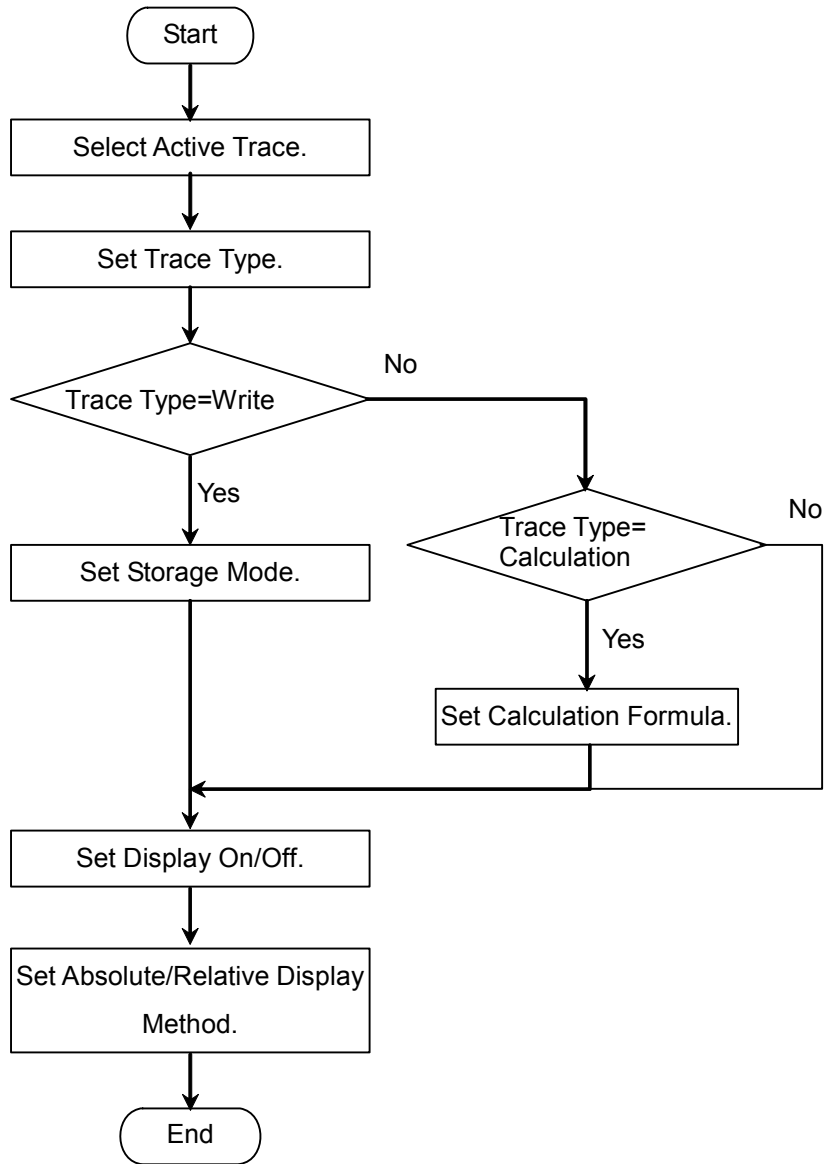 Start
Select Active Trace.
Set Trace Type.
Trace Type=Write
No
Yes
Set Storage Mode.
Trace Type=
Calculation
No
Yes
Set Calculation Formula.
Set Display On/Off.
Set Absolute/Relative Display
Method.
End